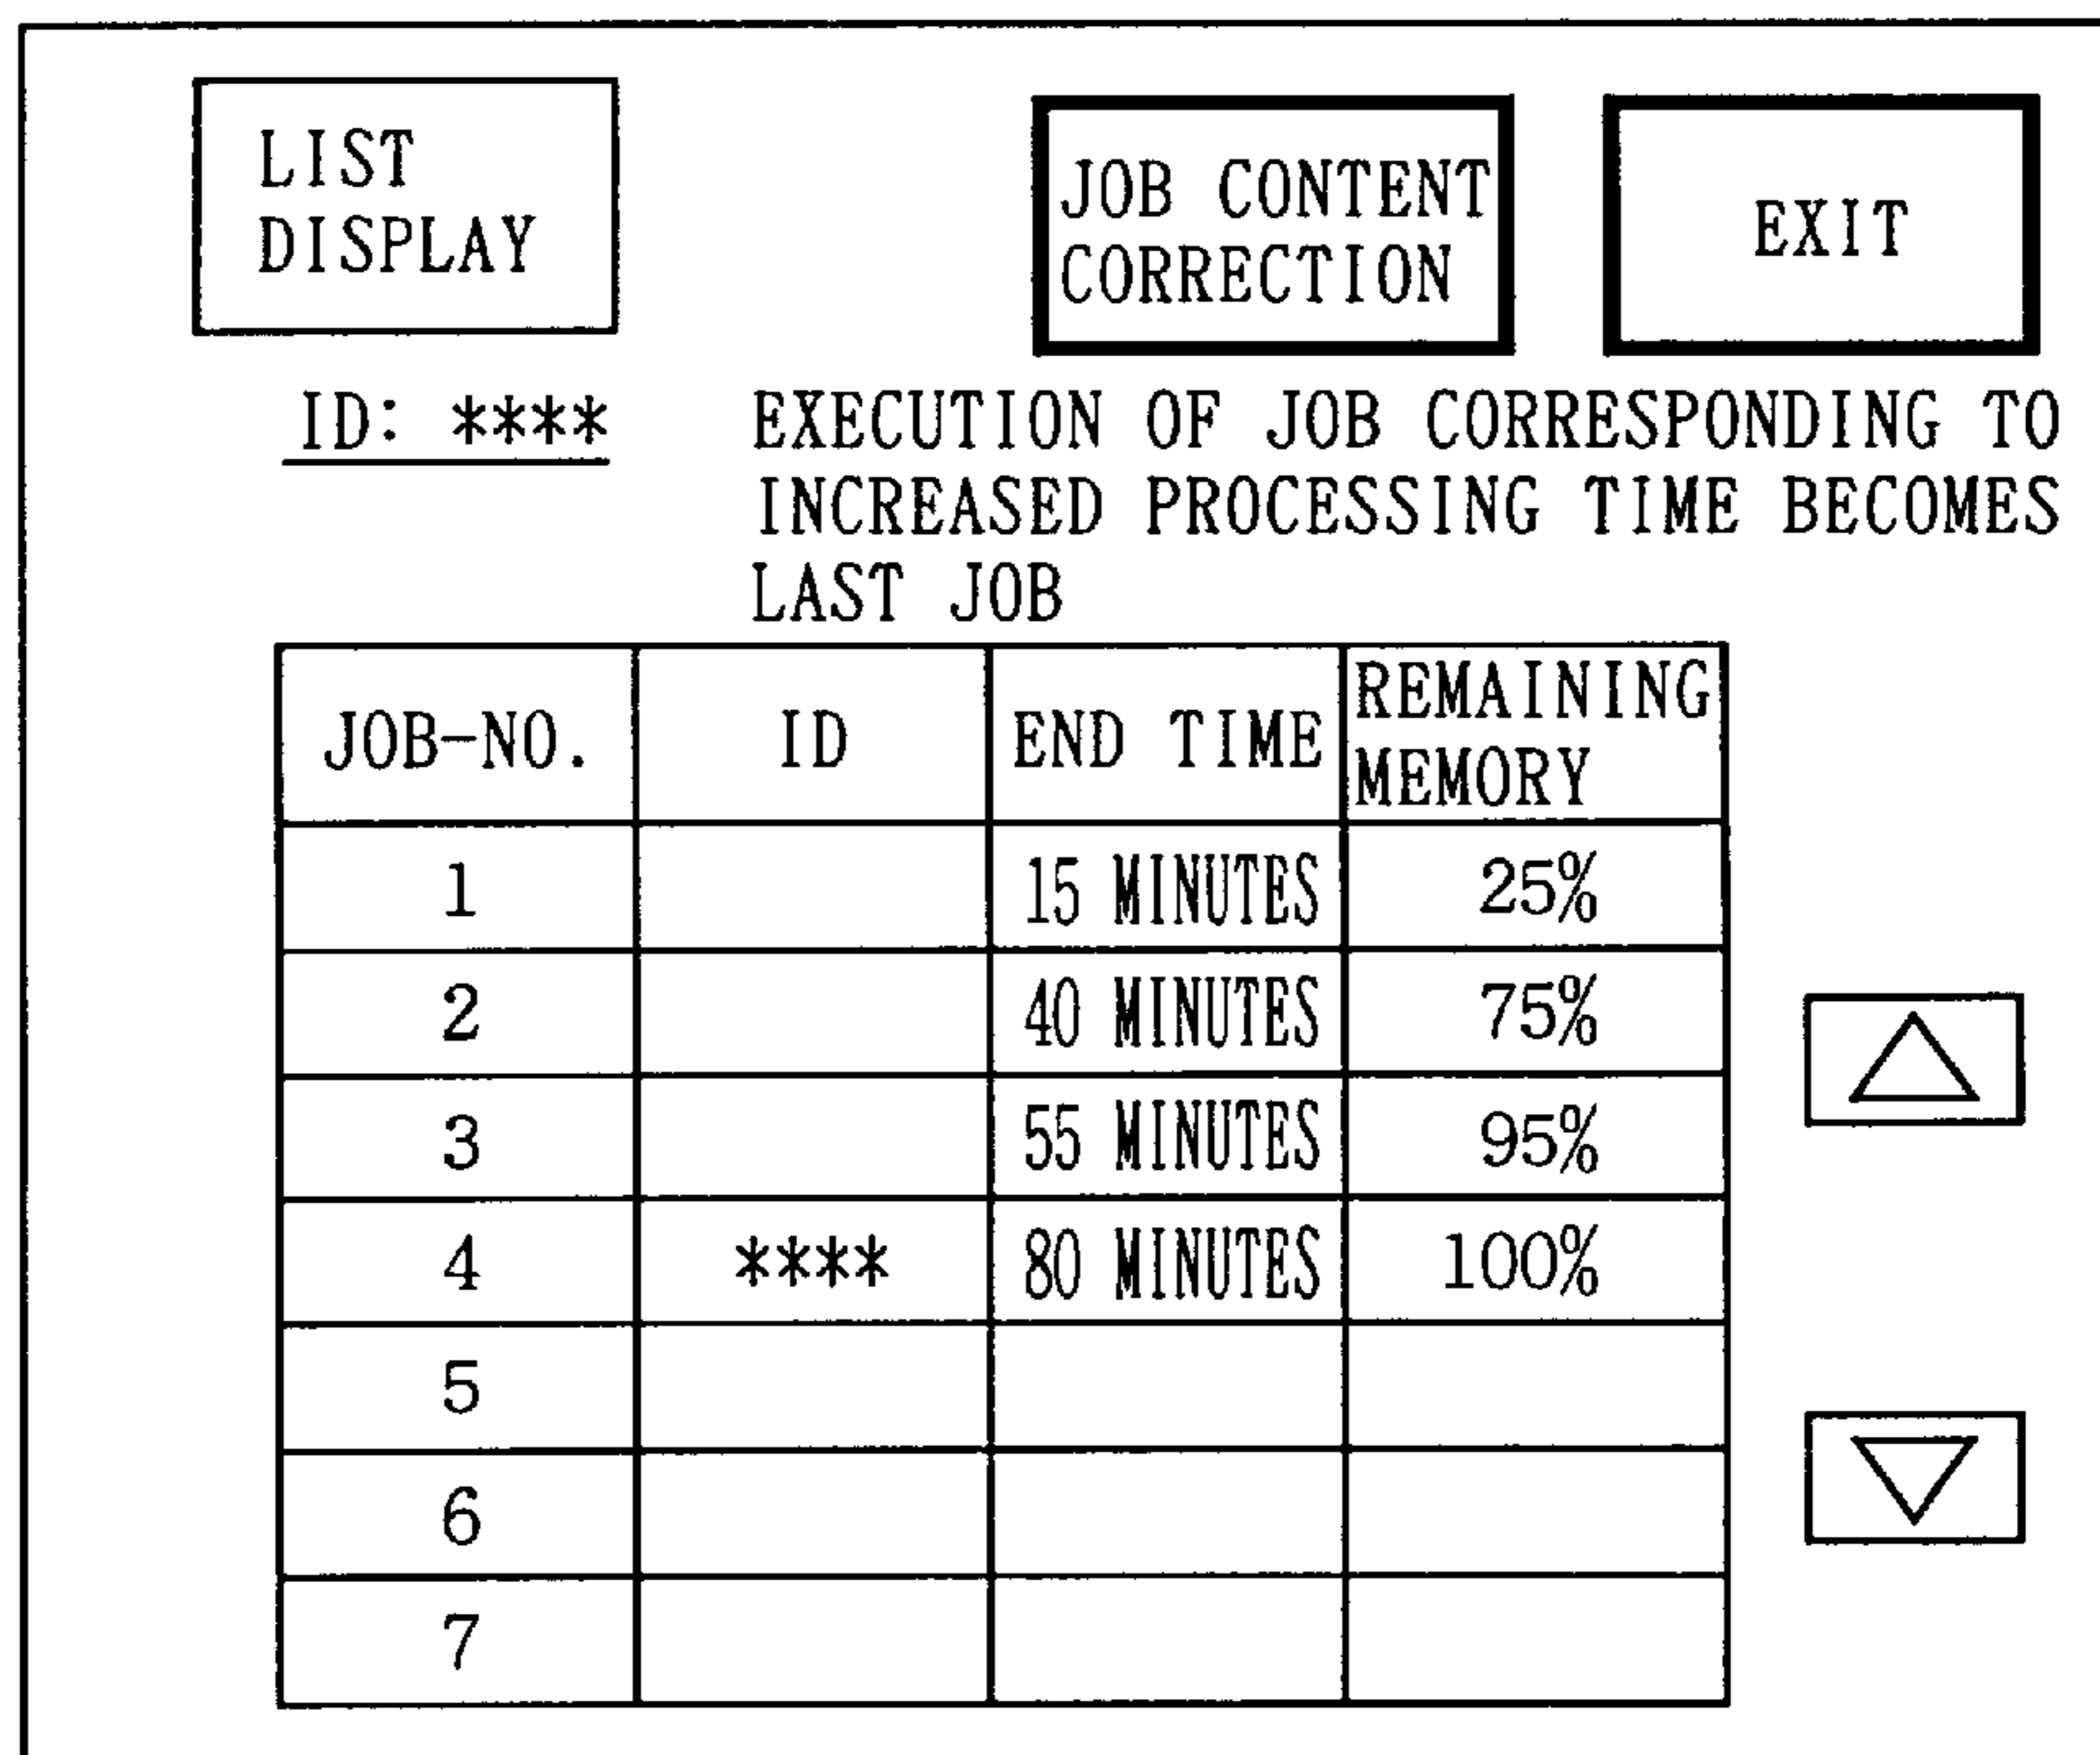 LIST
DISPLAY
JOB CONTENT
CORRECTION
EXIT
ID: ****
EXECUTION OF JOB CORRESPONDING TO
INCREASED PROCESSING TIME BECOMES
LAST JOB
JOB-NO. ID END TIME REMAINING MEMORY
1 15 MINUTES 25%
2 40 MINUTES 75%
3 55 MINUTES 95%
4 **** 80 MINUTES 100%
5
6
7